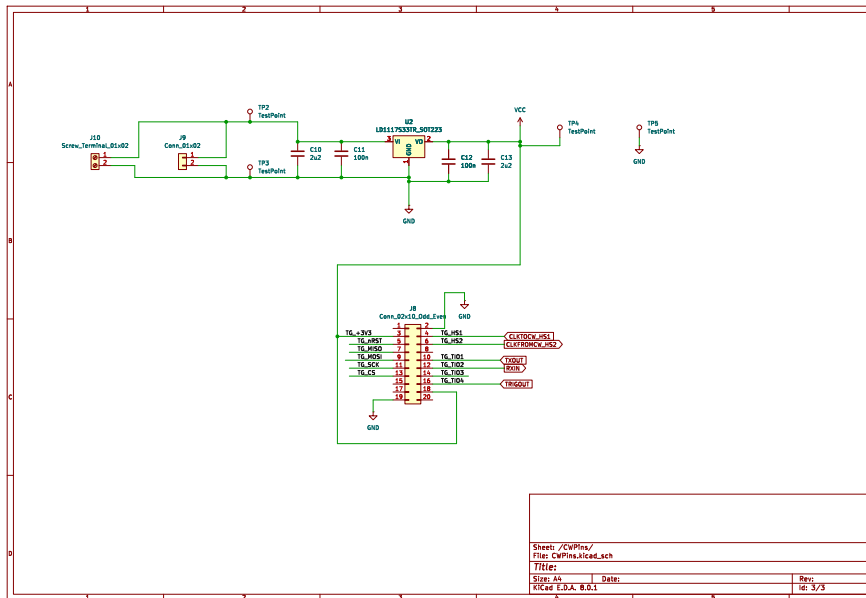 1 2 3 4 5
A
VCC
TP2
TestPoint
U2
LD1117S33TR_SOT223
TP4
TestPoint
TP5
TestPoint
J10
Screw_Terminal_01x02
J9
Conn_01x02
1
2
1
2
3 VI VO 2
GND
1
C10
2u2
C11
100n
C12
100n
C13
2u2
GND
TP3
TestPoint
GND
B
J8
Conn_02x10_Odd_Even
GND
1 2
TG_+3V3 3 4 TG_HS1 CLKTOCW_HS1
TG_nRST 5 6 TG_HS2 CLKFROMCW_HS2
TG_MISO 7 8
TG_MOSI 9 10 TG_TIO1 TXOUT
TG_SCK 11 12 TG_TIO2 RXIN
TG_CS 13 14 TG_TIO3
15 16 TG_TIO4 TRIGOUT
17 18
19 20
C
GND
D
Sheet: /CWPins/
File: CWPins.kicad_sch
Title:
Size: A4 Date: Rev:
KiCad E.D.A. 8.0.1 Id: 3/3
1 2 3 4 5